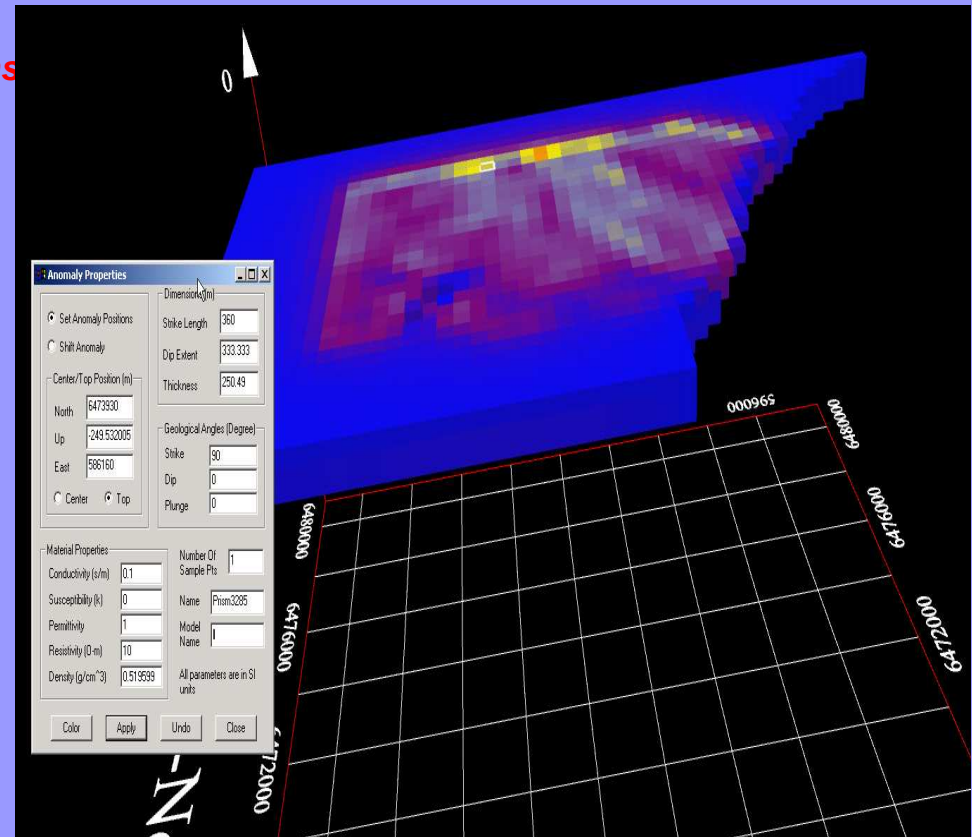 s
0
Anomaly Properties
Set Anomaly Positions
Shift Anomaly
Center/Top Position (m)
North 6473930
Up -249.532005
East 586160
Center Top
Strike Length 360
Dip Extent 333.333
Thickness 250.49
Geological Angles (Degree)
Strike 90
Dip 0
Plunge 0
Material Properties
Conductivity (s/m) 0.1
Susceptibility (k) 0
Permittivity 1
Resistivity (O-m) 10
Density (g/cm^3) 0.519599
Number Of
Sample Pts 1
Name Prism3285
Model
Name
All parameters are in SI
units
Color Apply Undo Close
596000
6480000
6476000
6472000
6480000
6476000
6472000